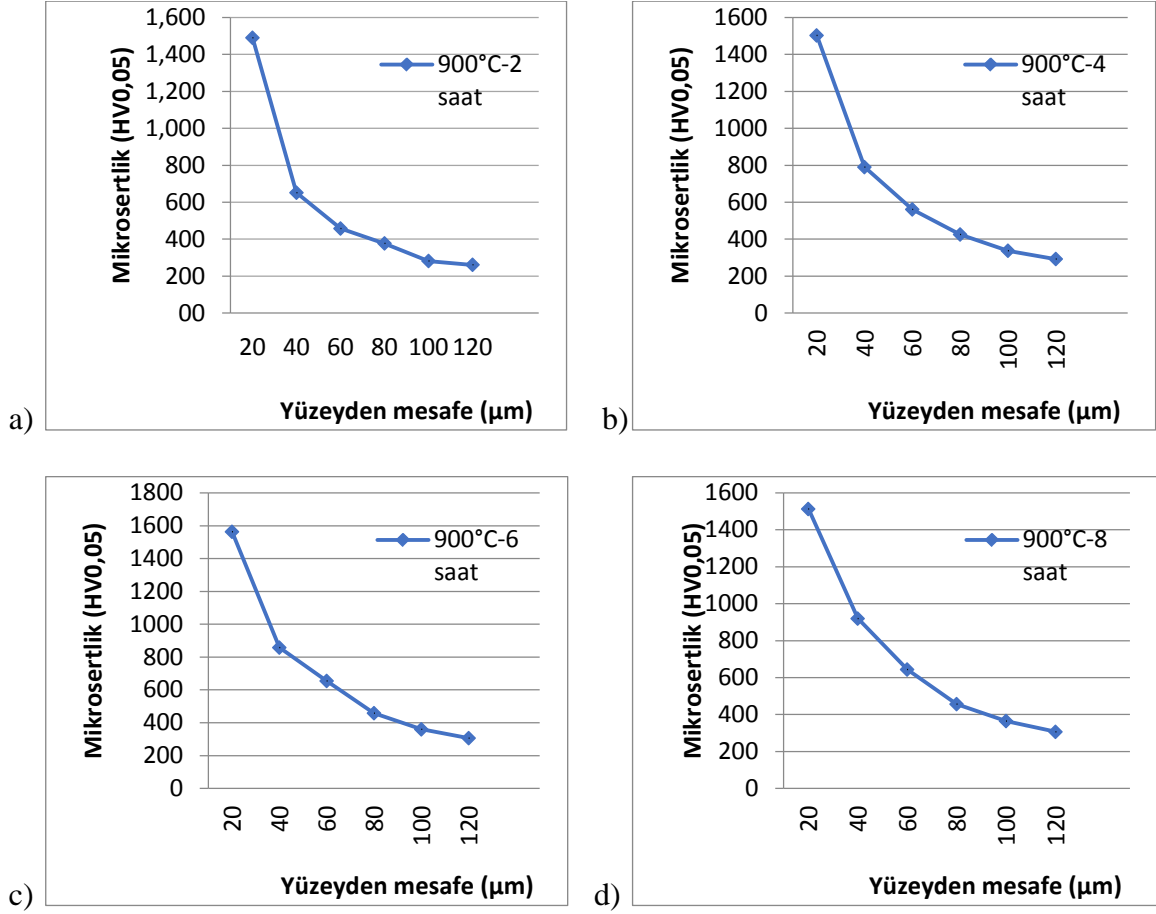 1,600
1,400
1,200
1,000
800
600
400
200
00
Mikrosertlik (HV0,05)
900°C-2
saat
20 40 60 80 100 120
Yüzeyden mesafe (µm)
a)
1600
1400
1200
1000
800
600
400
200
0
Mikrosertlik (HV0,05)
900°C-4
saat
20 40 60 80 100 120
Yüzeyden mesafe (µm)
b)
1800
1600
1400
1200
1000
800
600
400
200
0
Mikrosertlik (HV0,05)
900°C-6
saat
20 40 60 80 100 120
Yüzeyden mesafe (µm)
c)
1600
1400
1200
1000
800
600
400
200
0
Mikrosertlik (HV0,05)
900°C-8
saat
20 40 60 80 100 120
Yüzeyden mesafe (µm)
d)